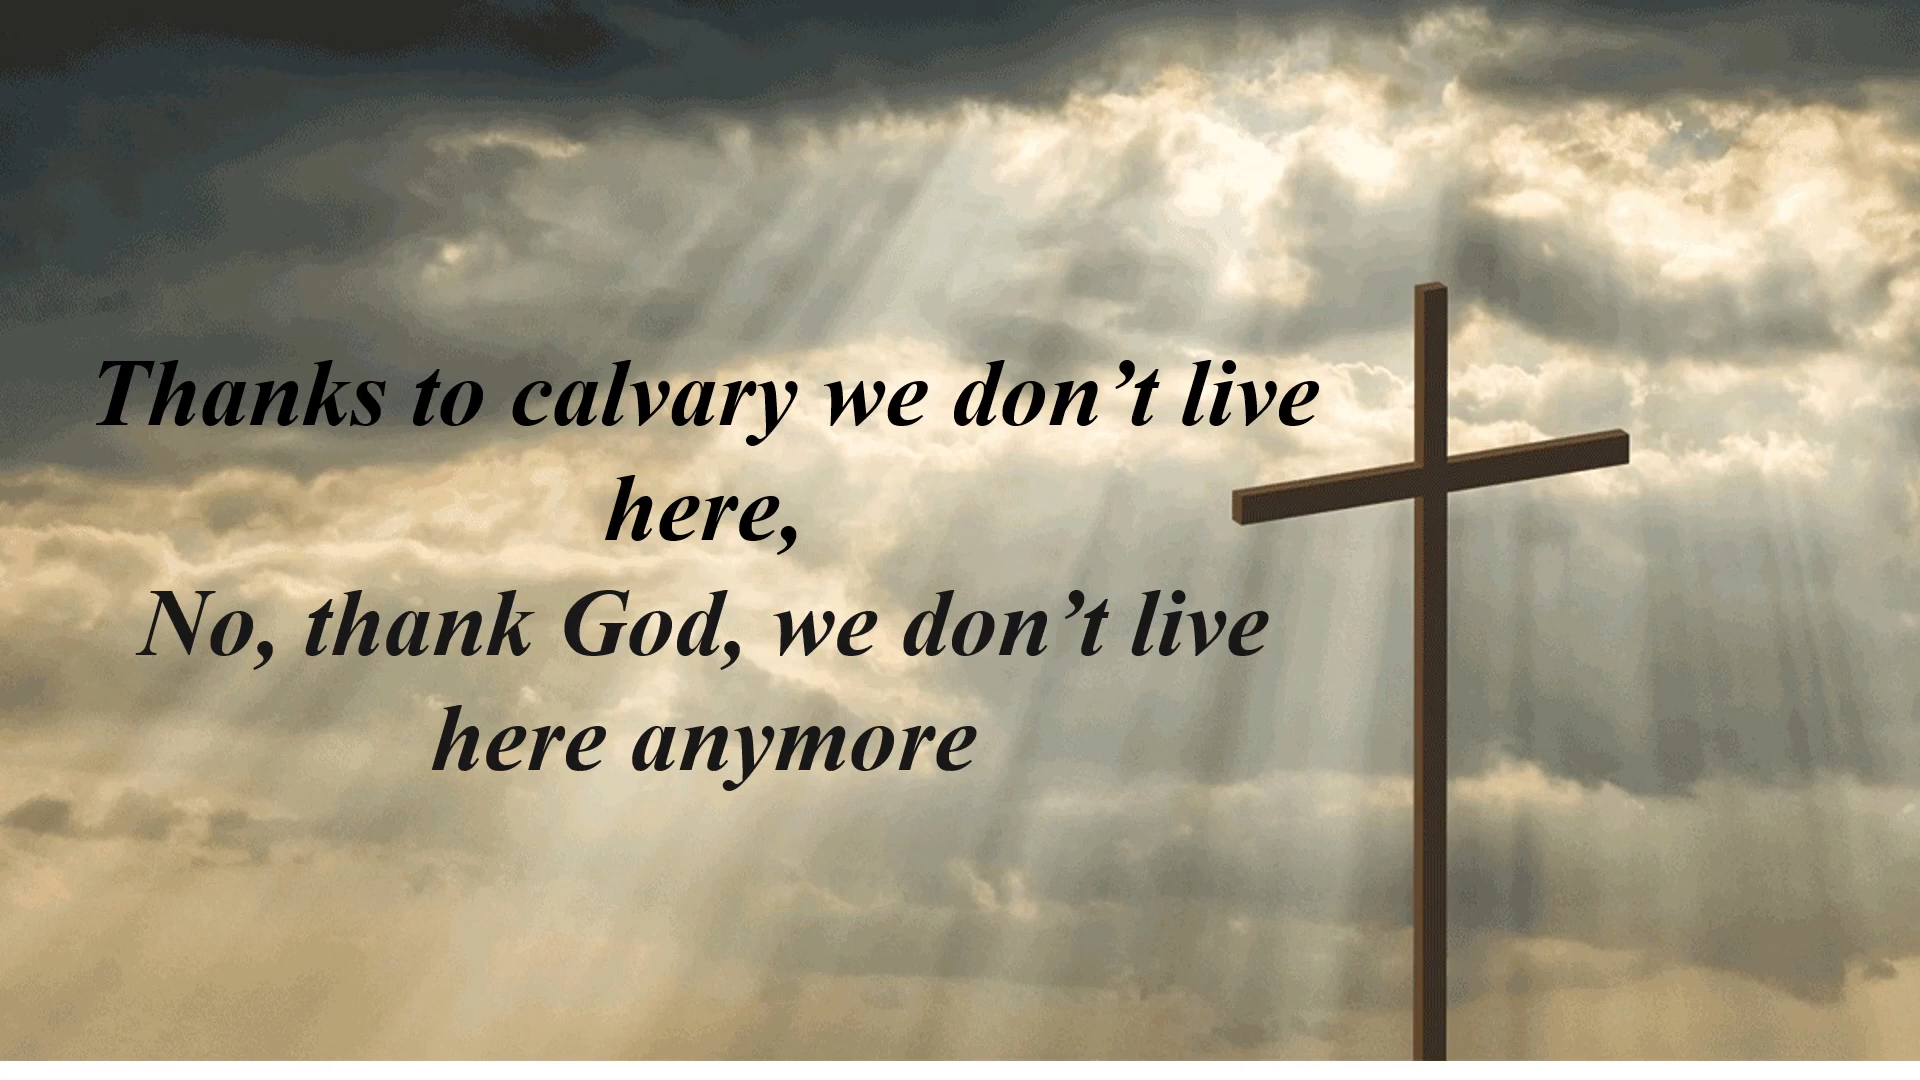 Thanks to calvary we don’t live
here,
No, thank God, we don’t live
here anymore